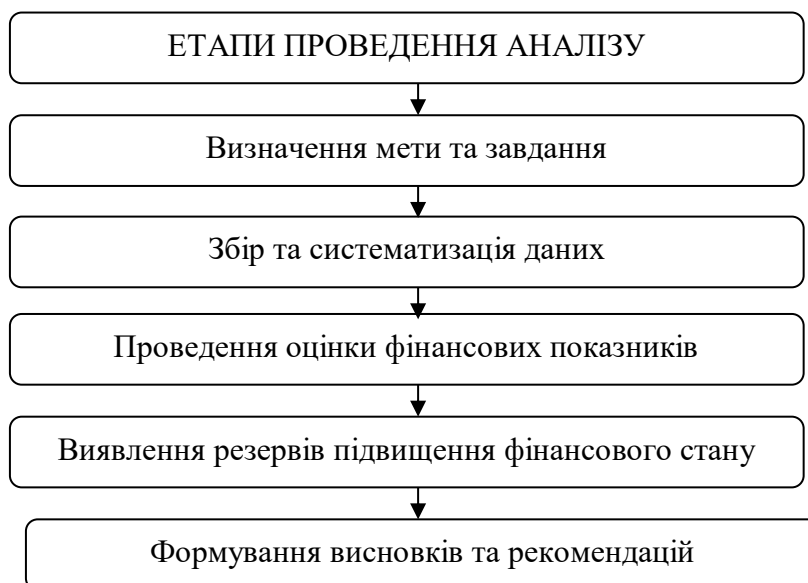 ЕТАПИ ПРОВЕДЕННЯ АНАЛІЗУ
Визначення мети та завдання
Збір та систематизація даних
Проведення оцінки фінансових показників
Виявлення резервів підвищення фінансового стану
Формування висновків та рекомендацій